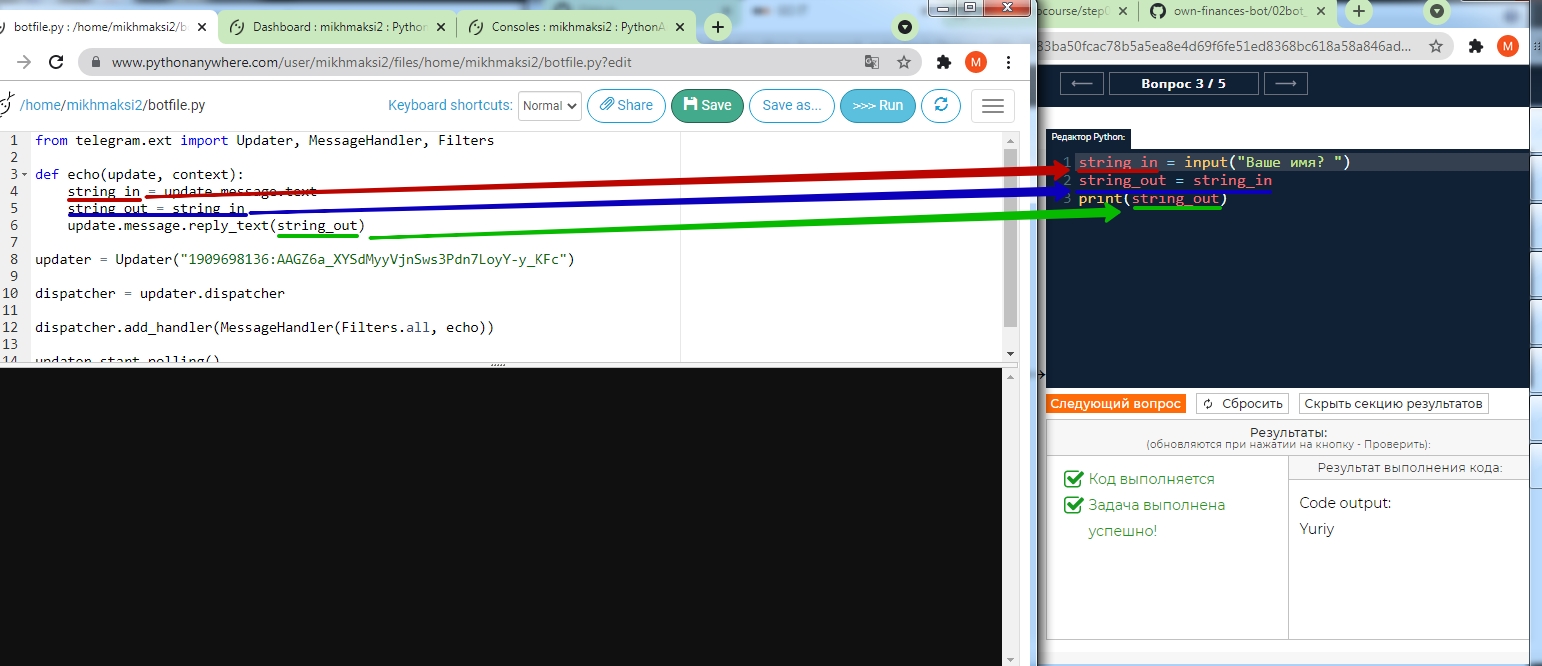 botfile.py : /home/mikhmaksi2/b
Dashboard : mikhmaksi2 : Python
Consoles : mikhmaksi2 : PythonA
www.pythonanywhere.com/user/mikhmaksi2/files/home/mikhmaksi2/botfile.py?edit
M
/home/mikhmaksi2/botfile.py
Keyboard shortcuts:
Normal
Share
Save
Save as...
>>> Run
1 from telegram.ext import Updater, MessageHandler, Filters
2
3 def echo(update, context):
4 string_in = update.message.text
5 string_out = string_in
6 update.message.reply_text(string_out)
7
8 updater = Updater("1909698136:AAGZ6a_XYSdMyyVjnSws3Pdn7LoyY-y_KFc")
9
10 dispatcher = updater.dispatcher
11
12 dispatcher.add_handler(MessageHandler(Filters.all, echo))
13
14 updater.start_polling()
own-finances-bot/02bot_
83ba50fcac78b5a5ea8e4d69f6fe51ed8368bc618a58a846ad...
M
Вопрос 3 / 5
Редактор Python:
1 string_in = input("Ваше имя? ")
2 string_out = string_in
3 print(string_out)
Следующий вопрос
Сбросить
Скрыть секцию результатов
Результаты:
(обновляются при нажатии на кнопку - Проверить):
Код выполняется
Задача выполнена
успешно!
Результат выполнения кода:
Code output:
Yuriy